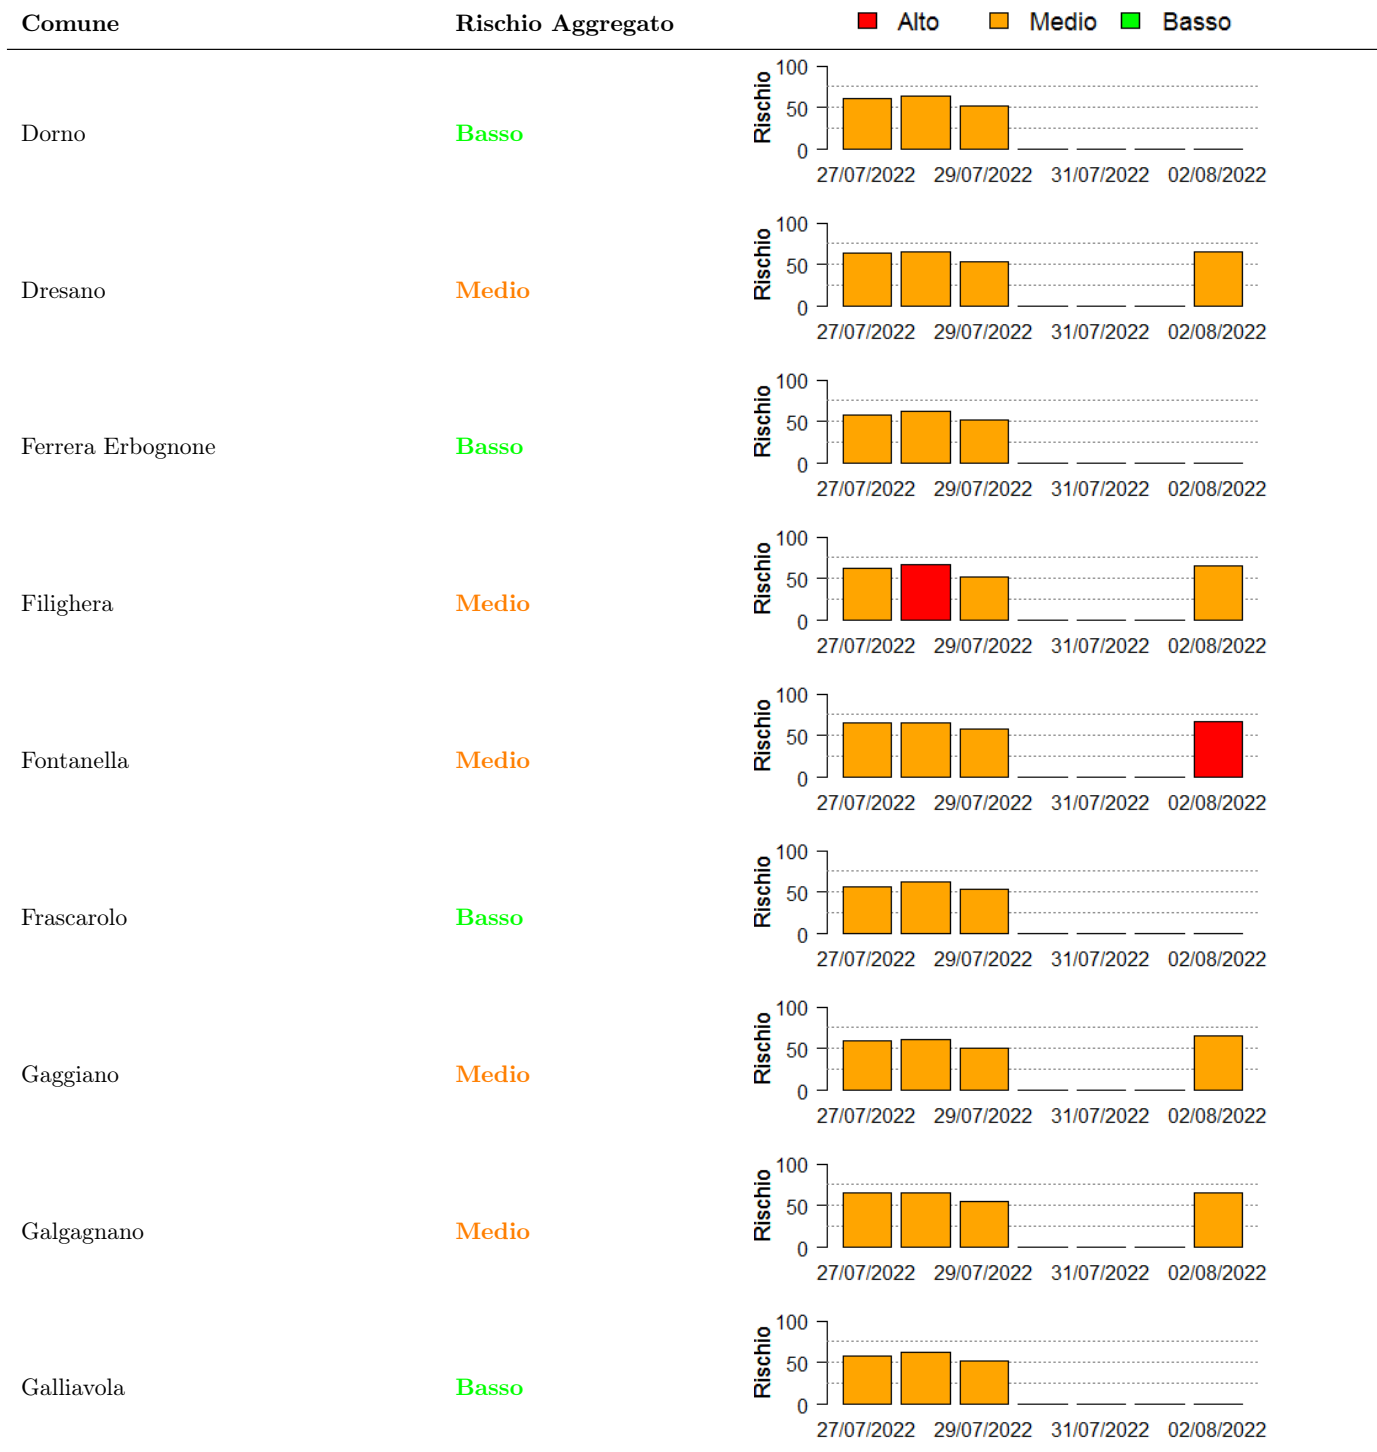 Comune Rischio Aggregato Alto Medio Basso
Dorno Basso Rischio 100 50 0
27/07/2022 29/07/2022 31/07/2022 02/08/2022
Dresano Medio Rischio 100 50 0
27/07/2022 29/07/2022 31/07/2022 02/08/2022
Ferrera Erbognone Basso Rischio 100 50 0
27/07/2022 29/07/2022 31/07/2022 02/08/2022
Filighera Medio Rischio 100 50 0
27/07/2022 29/07/2022 31/07/2022 02/08/2022
Fontanella Medio Rischio 100 50 0
27/07/2022 29/07/2022 31/07/2022 02/08/2022
Frascarolo Basso Rischio 100 50 0
27/07/2022 29/07/2022 31/07/2022 02/08/2022
Gaggiano Medio Rischio 100 50 0
27/07/2022 29/07/2022 31/07/2022 02/08/2022
Galgagnano Medio Rischio 100 50 0
27/07/2022 29/07/2022 31/07/2022 02/08/2022
Galliavola Basso Rischio 100 50 0
27/07/2022 29/07/2022 31/07/2022 02/08/2022